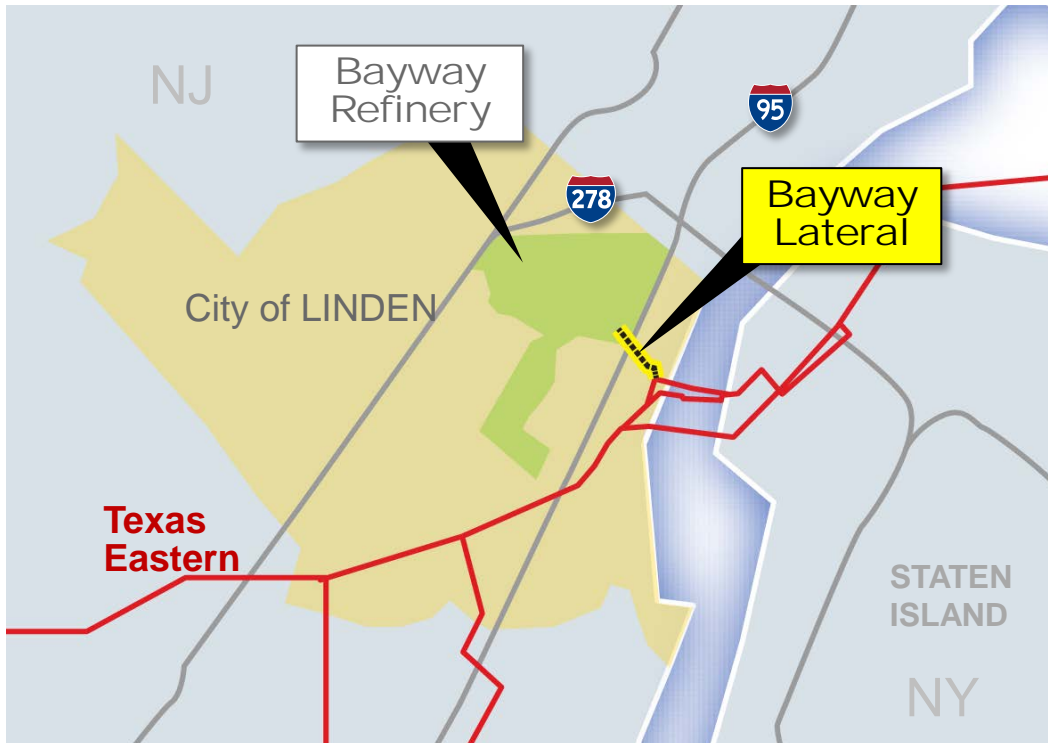 NJ
Bayway
Refinery
95
278
Bayway
Lateral
City of LINDEN
Texas
Eastern
STATEN
ISLAND
NY